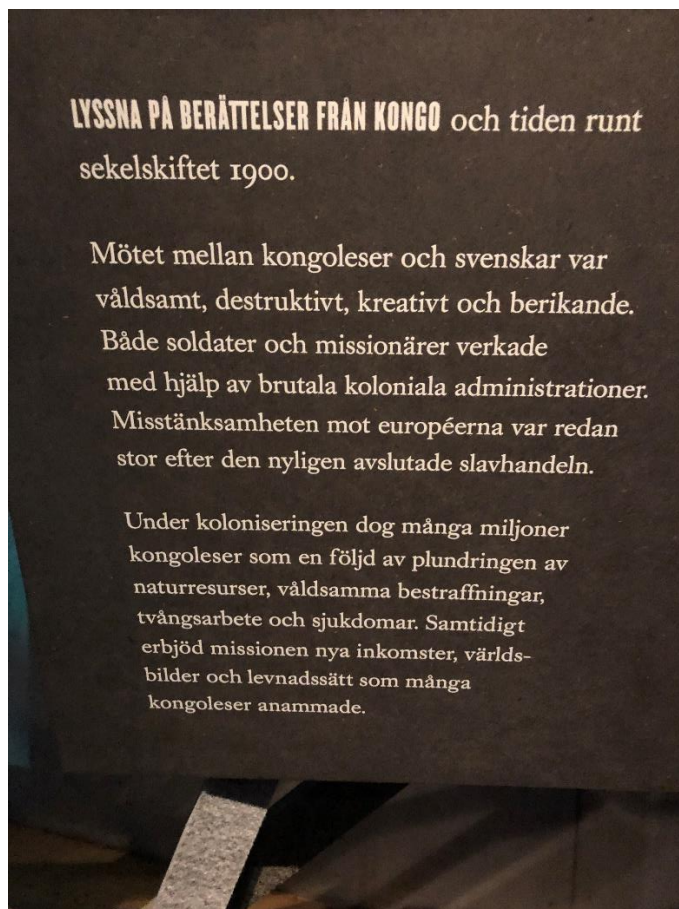 LYSSNA PÅ BERÄTTELSER FRÅN KONGO och tiden runt
sekelskiftet 1900.
Mötet mellan kongoleser och svenskar var
våldsamt, destruktivt, kreativt och berikande.
Både soldater och missionärer verkade
med hjälp av brutala koloniala administrationer.
Misstänksamheten mot européerna var redan
stor efter den nyligen avslutade slavhandeln.
Under koloniseringen dog många miljoner
kongoleser som en följd av plundringen av
naturresurser, våldsamma bestraffningar,
tvångsarbete och sjukdomar. Samtidigt
erbjöd missionen nya inkomster, världs-
bilder och levnadssätt som många
kongoleser anammade.